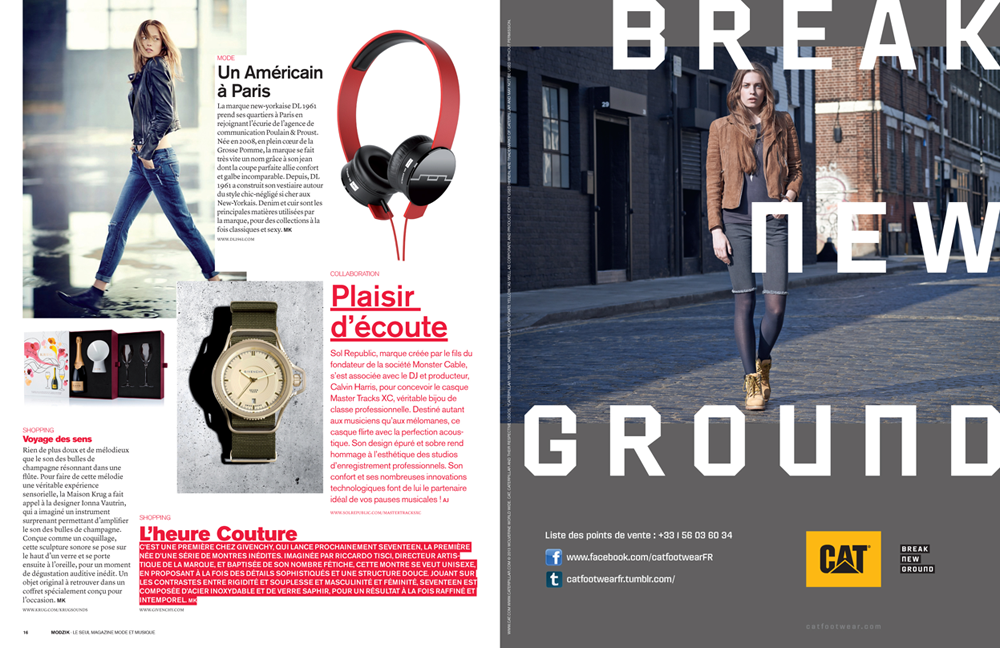 MODE
Un Américain
à Paris
La marque new-yorkaise DL 1961
prend ses quartiers à Paris en
rejoignant l'écurie de l'agence de
communication Poulain & Proust.
Née en 2008, en plein cœur de la
Grosse Pomme, la marque se fait
très vite un nom grâce à son jean
dont la coupe parfaite allie confort
et galbe incomparable. Depuis, DL
1961 a construit son vestiaire autour
du style chic-négligé si cher aux
New-Yorkais. Denim et cuir sont les
principales matières utilisées par
la marque, pour des collections à la
fois classiques et sexy. MK
WWW.DL1961.COM
COLLABORATION
Plaisir
d'écoute
Sol Republic, marque créée par le fils du
fondateur de la société Monster Cable,
s'est associée avec le DJ et producteur,
Calvin Harris, pour concevoir le casque
Master Tracks XC, véritable bijou de
classe professionnelle. Destiné autant
aux musiciens qu'aux mélomanes, ce
casque flirte avec la perfection acous-
tique. Son design épuré et sobre rend
hommage à l'esthétique des studios
d'enregistrement professionnels. Son
confort et ses nombreuses innovations
technologiques font de lui le partenaire
idéal de vos pauses musicales ! AJ
WWW.SOLREPUBLIC.COM/MASTERTRACKSXC
SHOPPING
Voyage des sens
Rien de plus doux et de mélodieux
que le son des bulles de
champagne résonnant dans une
flûte. Pour faire de cette mélodie
une véritable expérience
sensorielle, la Maison Krug a fait
appel à la designer Ionna Vautrin,
qui a imaginé un instrument
surprenant permettant d'amplifier
le son des bulles de champagne.
Conçue comme un coquillage,
cette sculpture sonore se pose sur
le haut d'un verre et se porte
ensuite à l'oreille, pour un moment
de dégustation auditive inédit. Un
objet original à retrouver dans un
coffret spécialement conçu pour
l'occasion. MK
WWW.KRUG.COM/KRUGSOUNDS
SHOPPING
L'heure Couture
C'EST UNE PREMIÈRE CHEZ GIVENCHY, QUI LANCE PROCHAINEMENT SEVENTEEN, LA PREMIÈRE
NÉE D'UNE SÉRIE DE MONTRES INÉDITES. IMAGINÉE PAR RICCARDO TISCI, DIRECTEUR ARTIS-
TIQUE DE LA MARQUE, ET BAPTISÉE DE SON NOMBRE FÉTICHE, CETTE MONTRE SE VEUT UNISEXE,
EN PROPOSANT À LA FOIS DES DÉTAILS SOPHISTIQUÉS ET UNE STRUCTURE DOUCE. JOUANT SUR
LES CONTRASTES ENTRE RIGIDITÉ ET SOUPLESSE ET MASCULINITÉ ET FÉMINITÉ, SEVENTEEN EST
COMPOSÉE D'ACIER INOXYDABLE ET DE VERRE SAPHIR, POUR UN RÉSULTAT À LA FOIS RAFFINÉ ET
INTEMPOREL. MK
WWW.GIVENCHY.COM
16 MODZIK - LE SEUL MAGAZINE MODE ET MUSIQUE
BREAK
29
NEW
GROUND
Liste des points de vente : +33 1 56 03 60 34
f www.facebook.com/catfootwearFR
t catfootwearfr.tumblr.com/
CAT
BREAK
NEW
GROUND
catfootwear.com